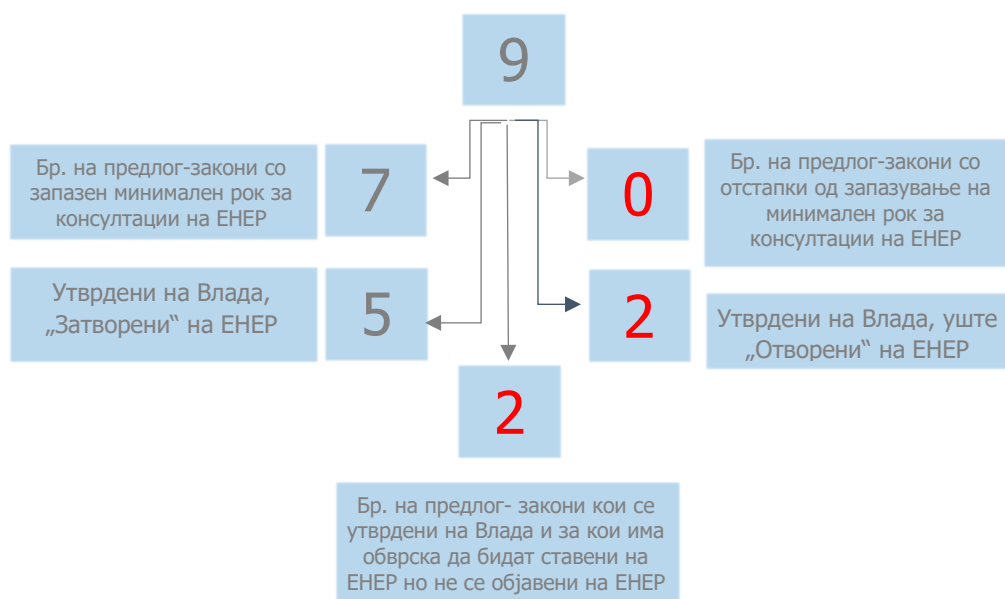 9
Бр. на предлог-закони со
запазен минимален рок за
консултации на ЕНЕР
7
0
Бр. на предлог-закони со
отстапки од запазување на
минимален рок за
консултации на ЕНЕР
Утврдени на Влада,
„Затворени“ на ЕНЕР
5
2
Утврдени на Влада, уште
„Отворени“ на ЕНЕР
2
Бр. на предлог- закони кои се
утврдени на Влада и за кои има
обврска да бидат ставени на
ЕНЕР но не се објавени на ЕНЕР